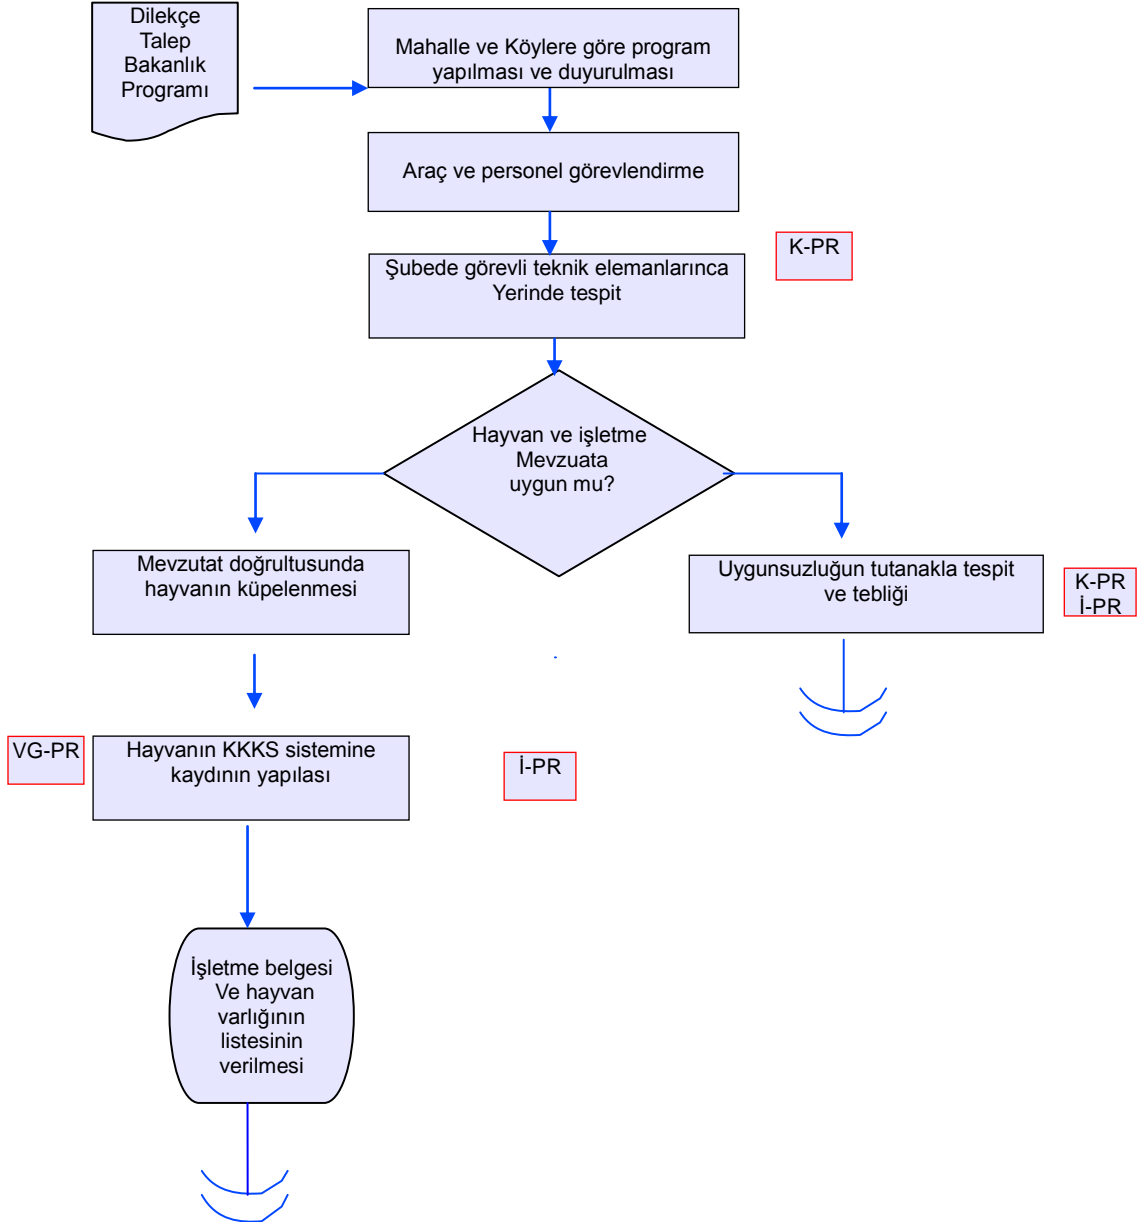 Dilekçe
Talep
Bakanlık
Programı
Mahalle ve Köylere göre program
yapılması ve duyurulması
Araç ve personel görevlendirme
K-PR
Şubede görevli teknik elemanlarınca
Yerinde tespit
Hayvan ve işletme
Mevzuata
uygun mu?
Mevzutat doğrultusunda
hayvanın küpelenmesi
Uygunsuzluğun tutanakla tespit
ve tebliği
K-PR
İ-PR
VG-PR
Hayvanın KKKS sistemine
kaydının yapılası
İ-PR
İşletme belgesi
Ve hayvan
varlığının
listesinin
verilmesi